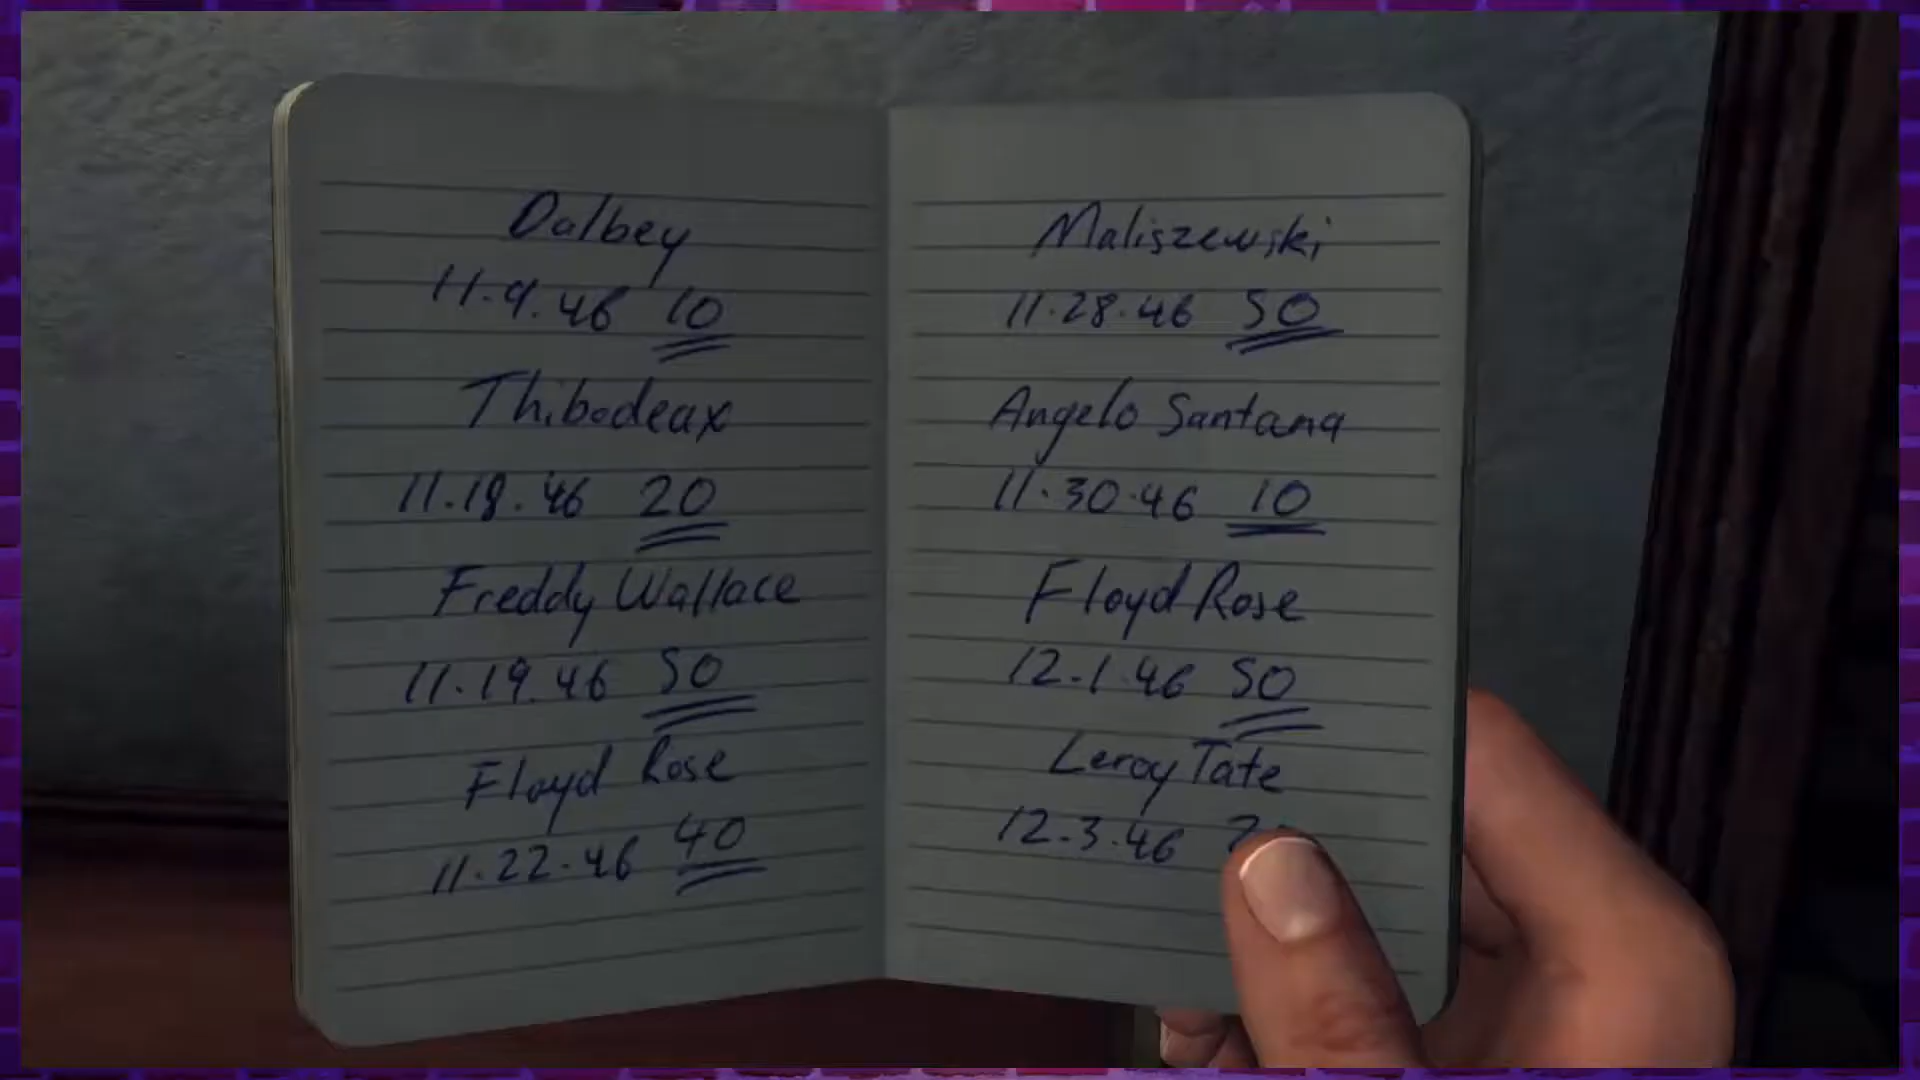 Dalbey
11.9.46 10
Thibodeax
11.18.46 20
Freddy Wallace
11.19.46 50
Floyd Rose
11.22.46 40
Maliszewski
11.28.46 50
Angelo Santana
11.30.46 10
Floyd Rose
12.1.46 50
Leroy Tate
12.3.46